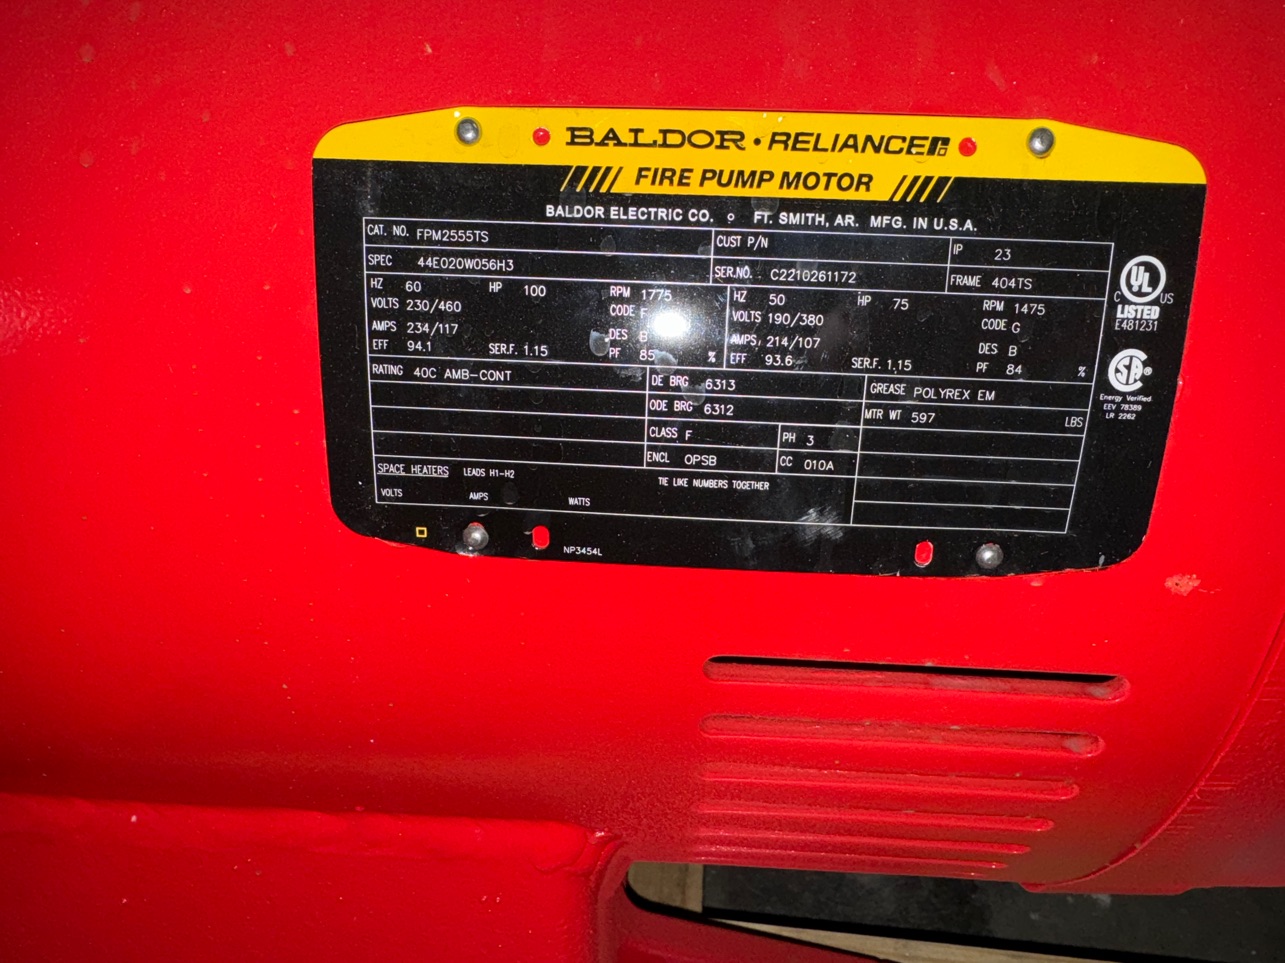 BALDOR • RELIANCE
FIRE PUMP MOTOR
BALDOR ELECTRIC CO. o FT. SMITH, AR. MFG. IN U.S.A.
CAT. NO. FPM2555TS CUST P/N IP 23
SPEC 44E020W056H3 SER.NO. C2210261172 FRAME 404TS
HZ 60 HP 100 RPM 1775 HZ 50 HP 75 RPM 1475
VOLTS 230/460 CODE VOLTS 190/380 CODE G
AMPS 234/117 DES B AMPS 214/107 DES B
EFF 94.1 SER.F. 1.15 PF 85 % EFF 93.6 SER.F. 1.15 PF 84 %
RATING 40C AMB-CONT DE BRG 6313 GREASE POLYREX EM
ODE BRG 6312 MTR WT 597 LBS
CLASS F PH 3
ENCL OPSB CC 010A
SPACE HEATERS LEADS H1-H2 TIE LIKE NUMBERS TOGETHER
VOLTS AMPS WATTS
NP3454L
UL
C US
LISTED
E481231
SA ®
Energy Verified
EEV 78389
LR 2262